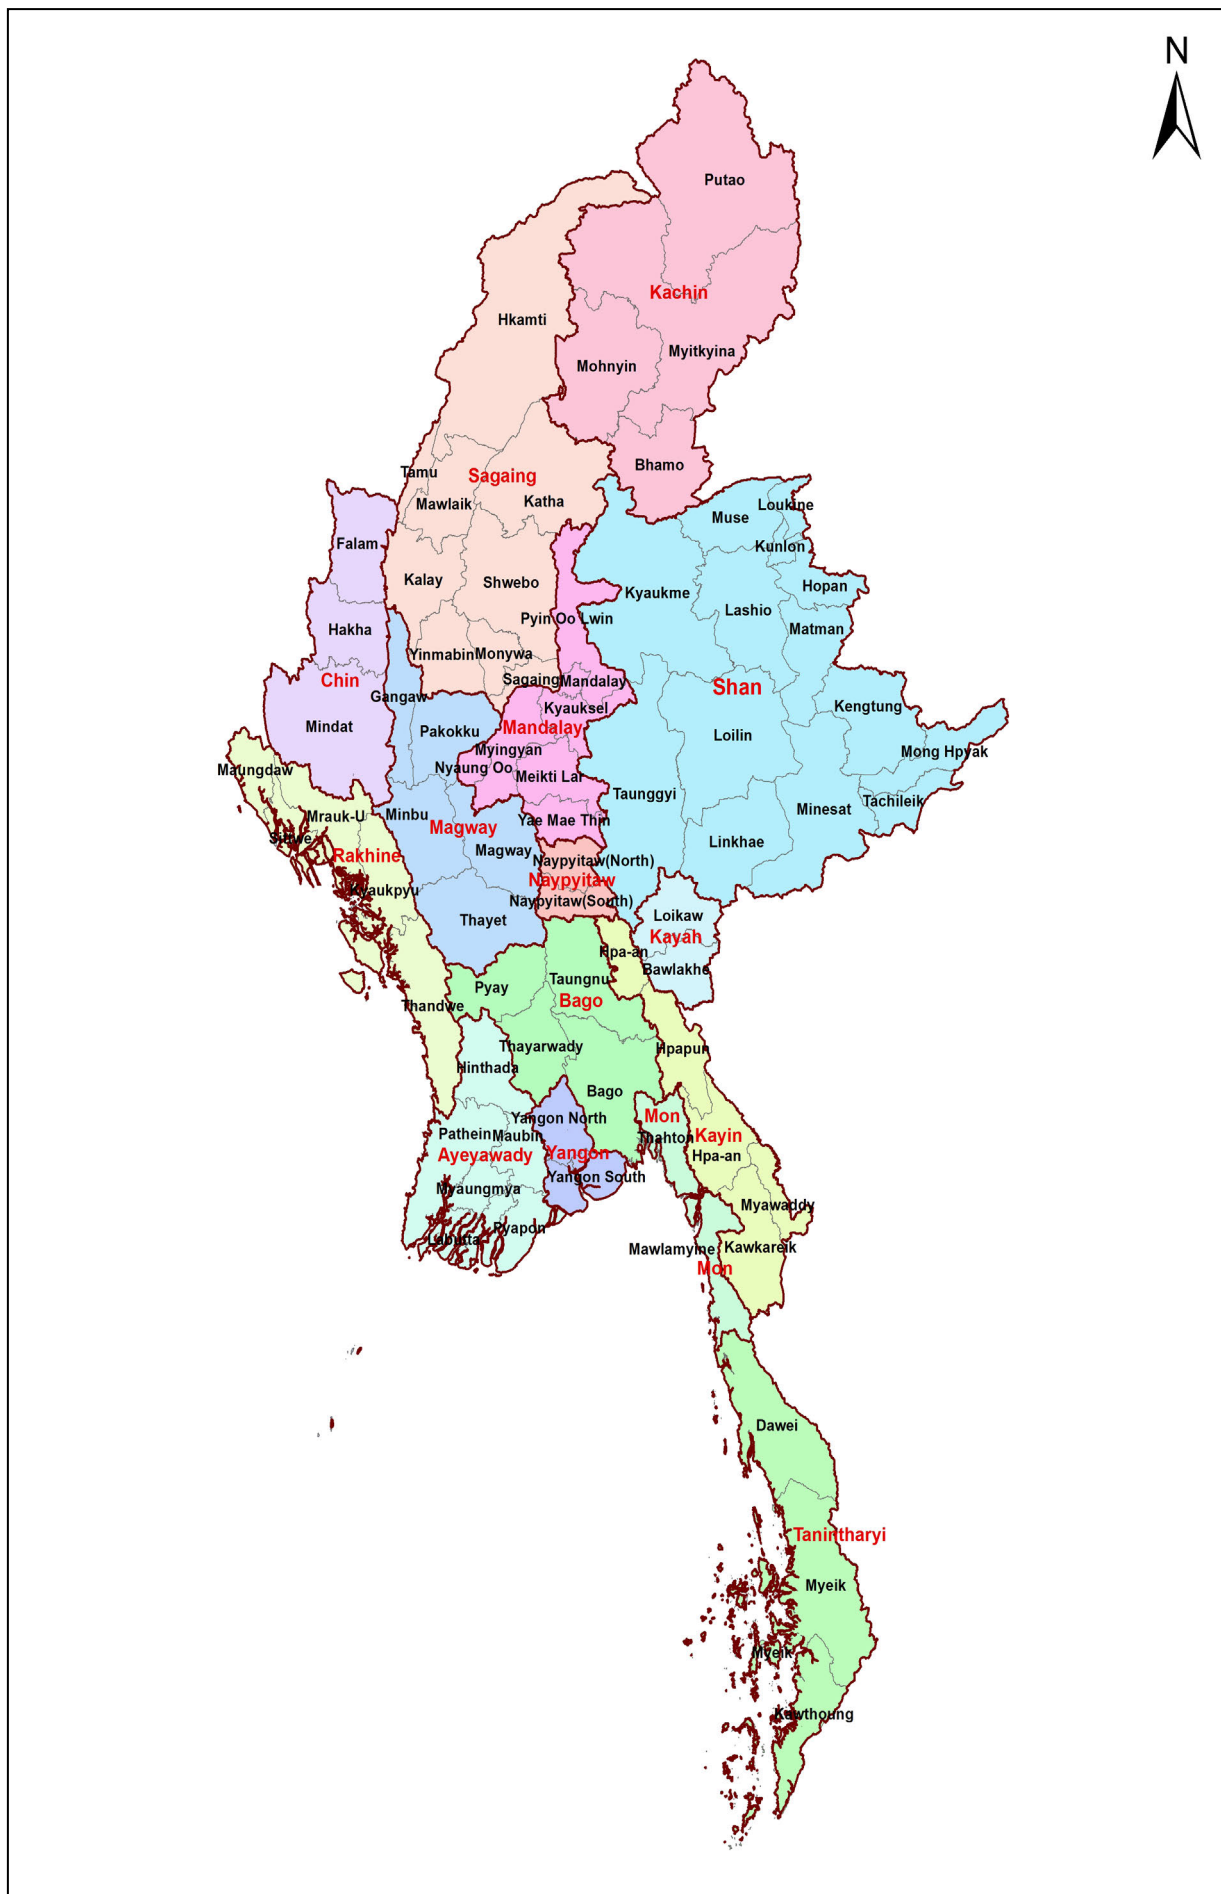 N
Putao
Kachin
Hkamti
Myitkyina
Mohnyin
Bhamo
Tamu
Sagaing
Mawlaik
Katha
Loukine
Muse
Falam
Kunlon
Kalay
Shwebo
Kyaukme
Hopan
Lashio
Pyin Oo Lwin
Hakha
Matman
Yinmabin
Monywa
Chin
Sagaing
Mandalay
Shan
Gangaw
Kyauksel
Kengtung
Mindat
Pakokku
Mandalay
Loilin
Myingyan
Mong Hpyak
Maungdaw
Nyaung Oo
Meikti Lar
Taunggyi
Tachileik
Minesat
Mrauk-U
Minbu
Magway
Yae Mae Thin
Sittwe
Linkhae
Rakhine
Magway
Naypyitaw(North)
Naypyitaw
Kyaukpyu
Naypyitaw(South)
Loikaw
Thayet
Kayah
Hpa-an
Bawlakhe
Taungnu
Pyay
Bago
Thandwe
Thayarwady
Hpapun
Hinthada
Bago
Yangon North
Mon
Pathein
Maubin
Thahton
Kayin
Ayeyawady
Yangon
Hpa-an
Yangon South
Myaungmya
Myawaddy
Pyapon
Labutta
Mawlamyine
Kawkareik
Mon
Dawei
Tanintharyi
Myeik
Myeik
Kawthoung